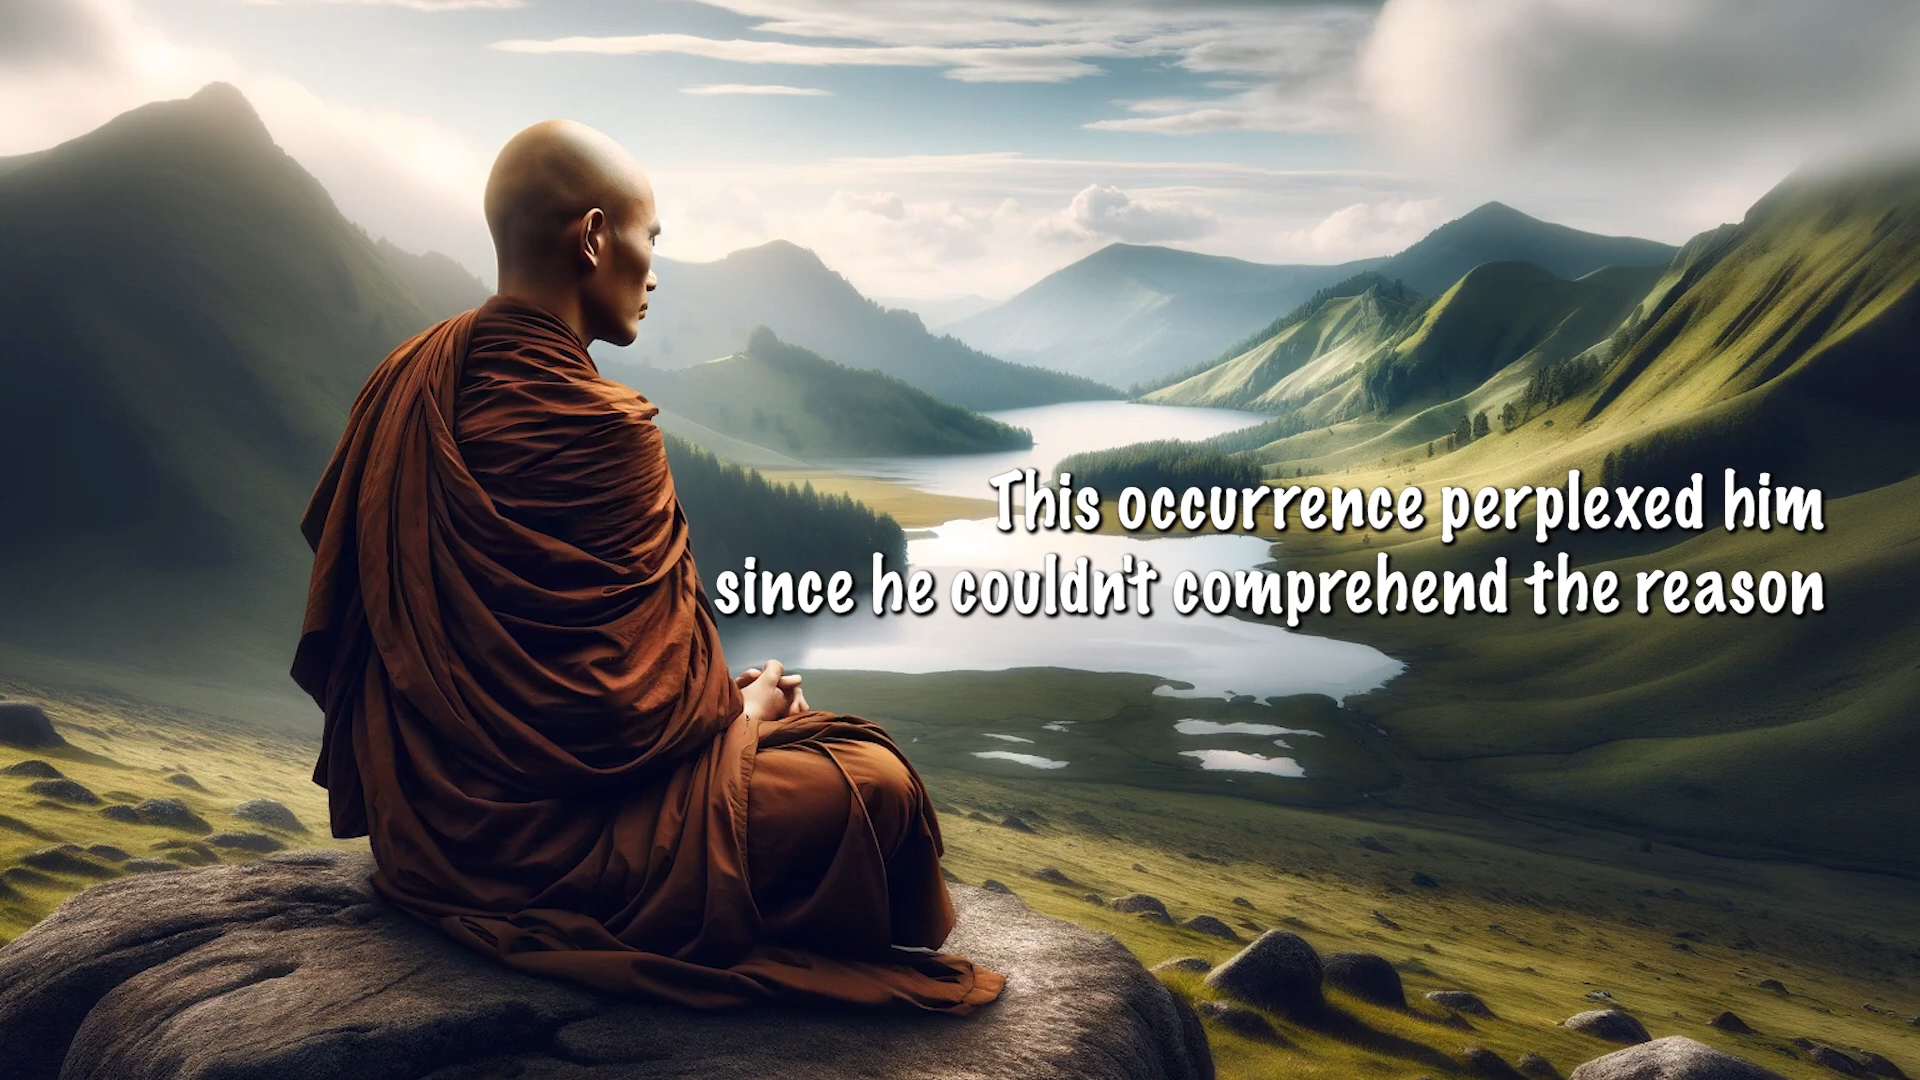 This occurrence perplexed him
since he couldn't comprehend the reason